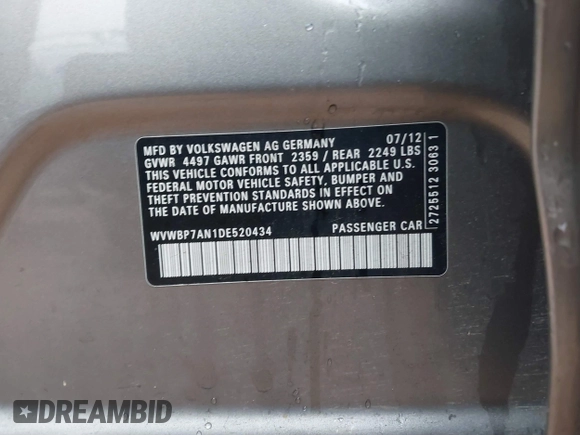 MFD BY VOLKSWAGEN AG GERMANY 07/12
GVWR 4497 GAWR FRONT 2359 / REAR 2249 LBS
THIS VEHICLE CONFORMS TO ALL APPLICABLE U.S.
FEDERAL MOTOR VEHICLE SAFETY, BUMPER AND
THEFT PREVENTION STANDARDS IN EFFECT ON
THE DATE OF MANUFACTURE SHOWN ABOVE.
WVWBP7AN1DE520434 PASSENGER CAR
2725512 3063 1
DREAMBID